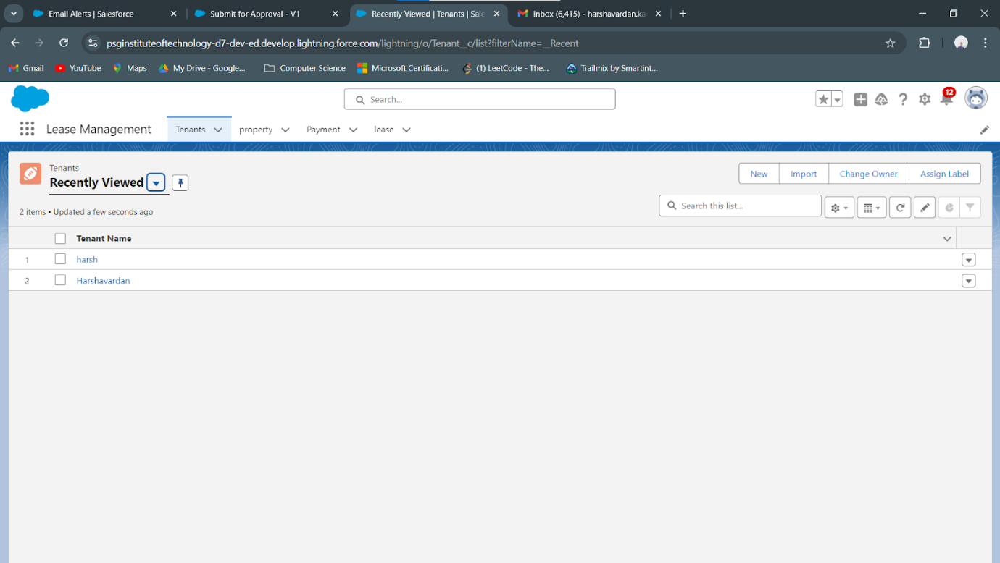 Email Alerts | Salesforce
Submit for Approval - V1
Recently Viewed | Tenants | Sale
Inbox (6,415) - harshavardan.ka
psginstituteoftechnology-d7-dev-ed.develop.lightning.force.com/lightning/o/Tenant__c/list?filterName=__Recent
Gmail
YouTube
Maps
My Drive - Google...
Computer Science
Microsoft Certificati...
(1) LeetCode - The...
Trailmix by Smartint...
Search...
12
Lease Management
Tenants
property
Payment
lease
Tenants
Recently Viewed
New
Import
Change Owner
Assign Label
2 items • Updated a few seconds ago
Search this list...
Tenant Name
1
harsh
2
Harshavardan